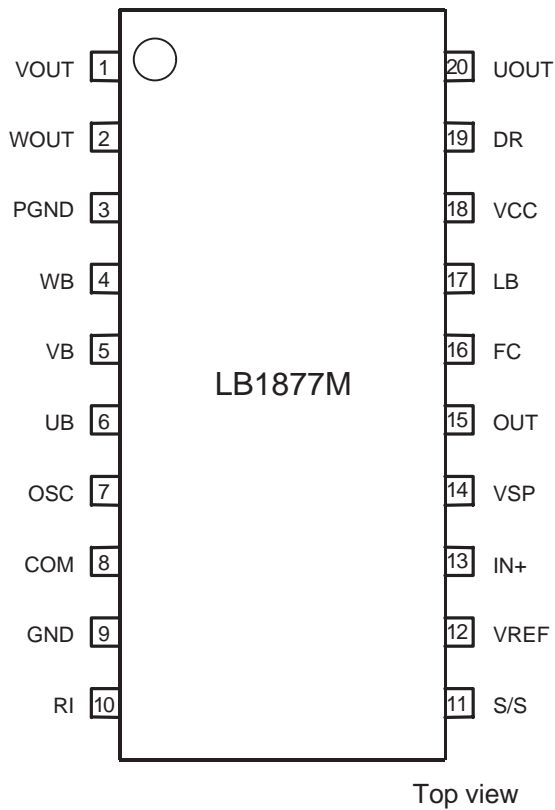 VOUT 1 20 UOUT
WOUT 2 19 DR
PGND 3 18 VCC
WB 4 17 LB
VB 5 16 FC
LB1877M
UB 6 15 OUT
OSC 7 14 VSP
COM 8 13 IN+
GND 9 12 VREF
RI 10 11 S/S
Top view